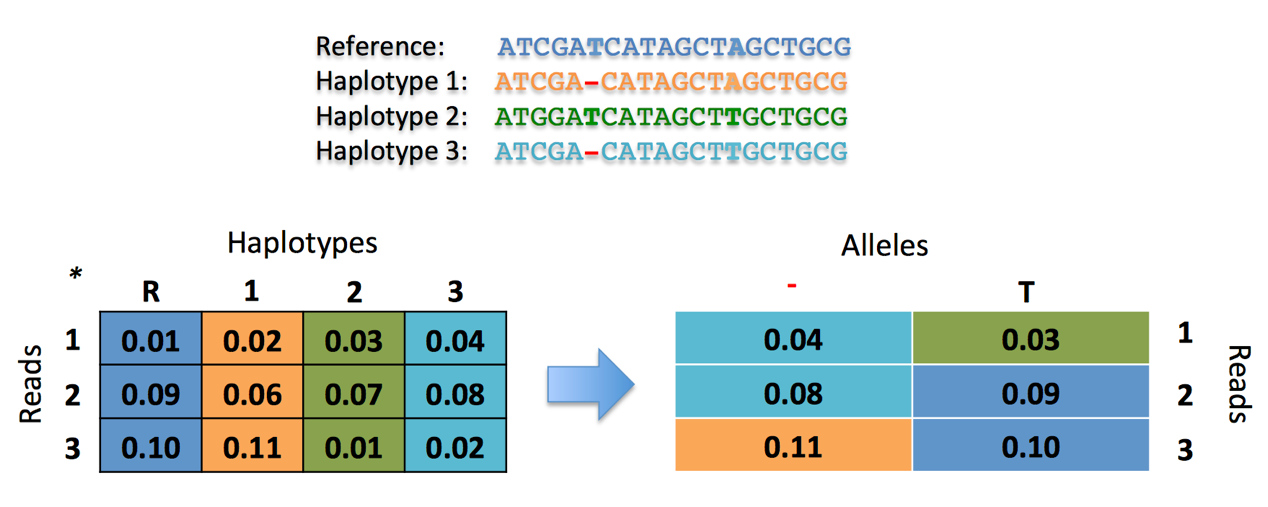 Reference: ATCGATCATAGCTAGCTGCG
Haplotype 1: ATCGA–CATAGCTAGCTGCG
Haplotype 2: ATGGATCATAGCTTGCTGCG
Haplotype 3: ATCGA–CATAGCTTGCTGCG
Haplotypes
*
R 1 2 3
Reads
1 0.01 0.02 0.03 0.04
2 0.09 0.06 0.07 0.08
3 0.10 0.11 0.01 0.02
Alleles
- T
0.04 0.03 1
0.08 0.09 2
0.11 0.10 3
Reads